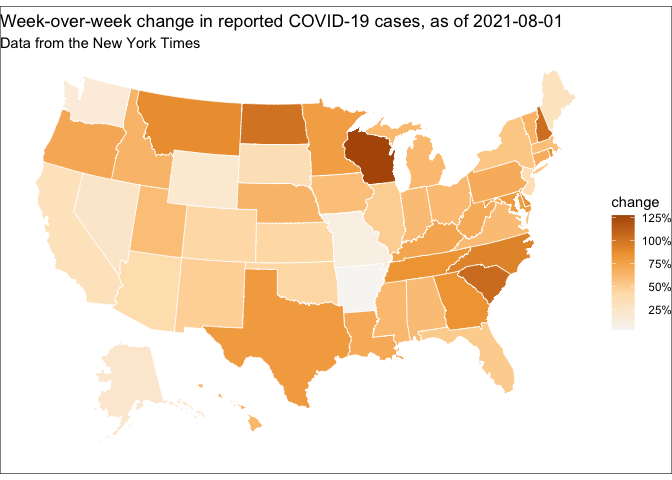 Week-over-week change in reported COVID-19 cases, as of 2021-08-01
Data from the New York Times
change
125%
100%
75%
50%
25%